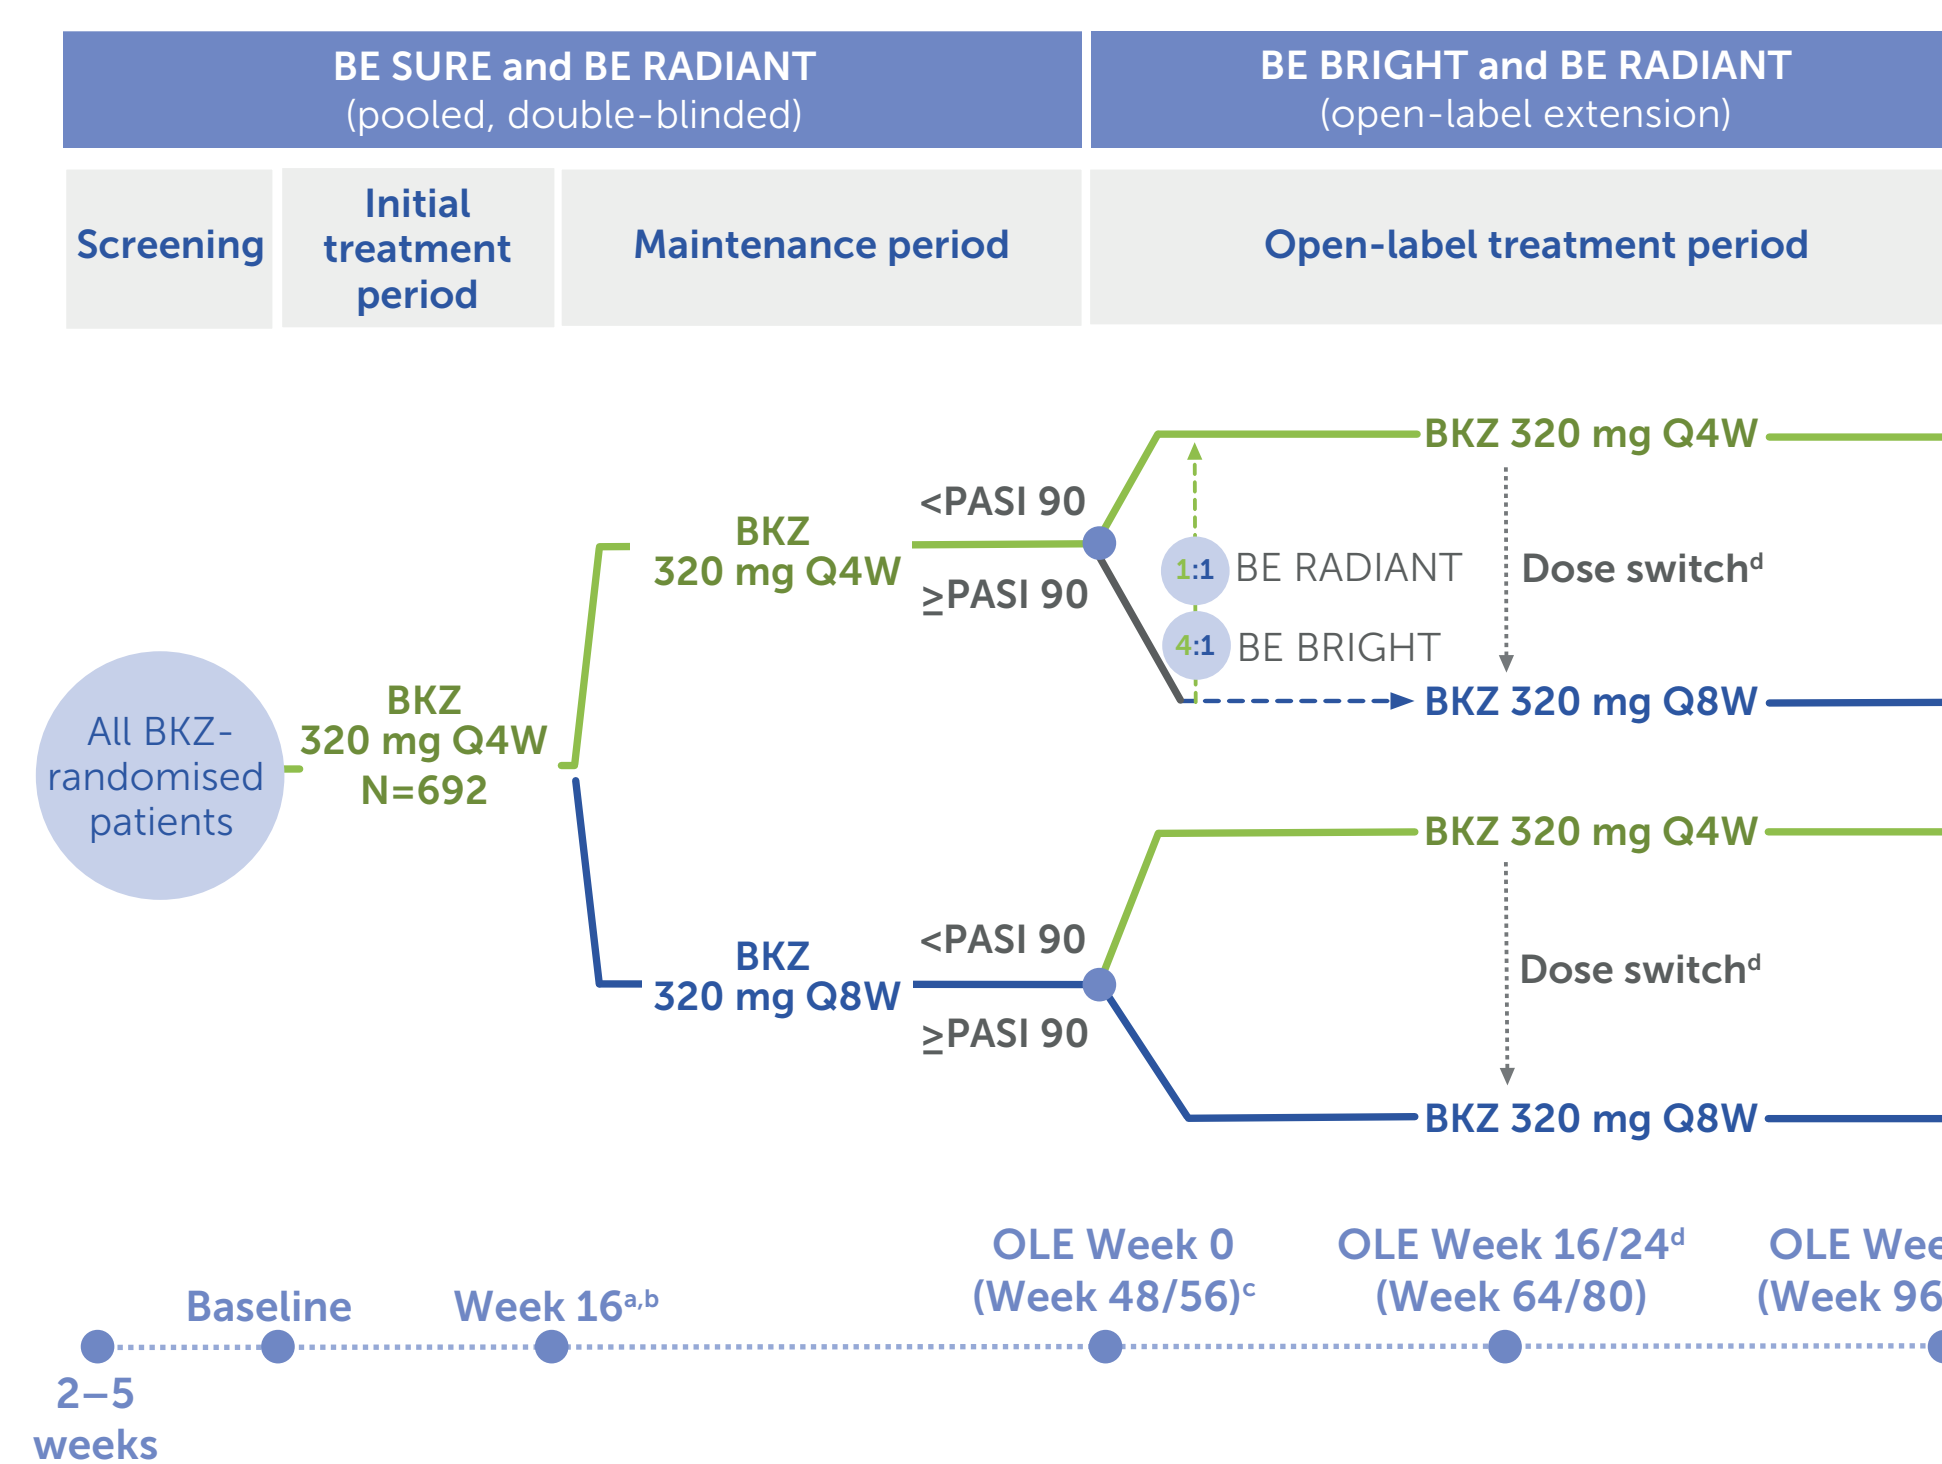 BE SURE and BE RADIANT
(pooled, double-blinded)
BE BRIGHT and BE RADIANT
(open-label extension)
Screening
Initial
treatment
period
Maintenance period
Open-label treatment period
All BKZ-
randomised
patients
BKZ
320 mg Q4W
N=692
BKZ
320 mg Q4W
<PASI 90
≥PASI 90
BKZ 320 mg Q4W
1:1 BE RADIANT
4:1 BE BRIGHT
Dose switchᵈ
BKZ 320 mg Q8W
BKZ
320 mg Q8W
<PASI 90
≥PASI 90
BKZ 320 mg Q4W
Dose switchᵈ
BKZ 320 mg Q8W
2–5
weeks
Baseline
Week 16ᵃ,ᵇ
OLE Week 0
(Week 48/56)ᶜ
OLE Week 16/24ᵈ
(Week 64/80)
OLE Wee
(Week 96